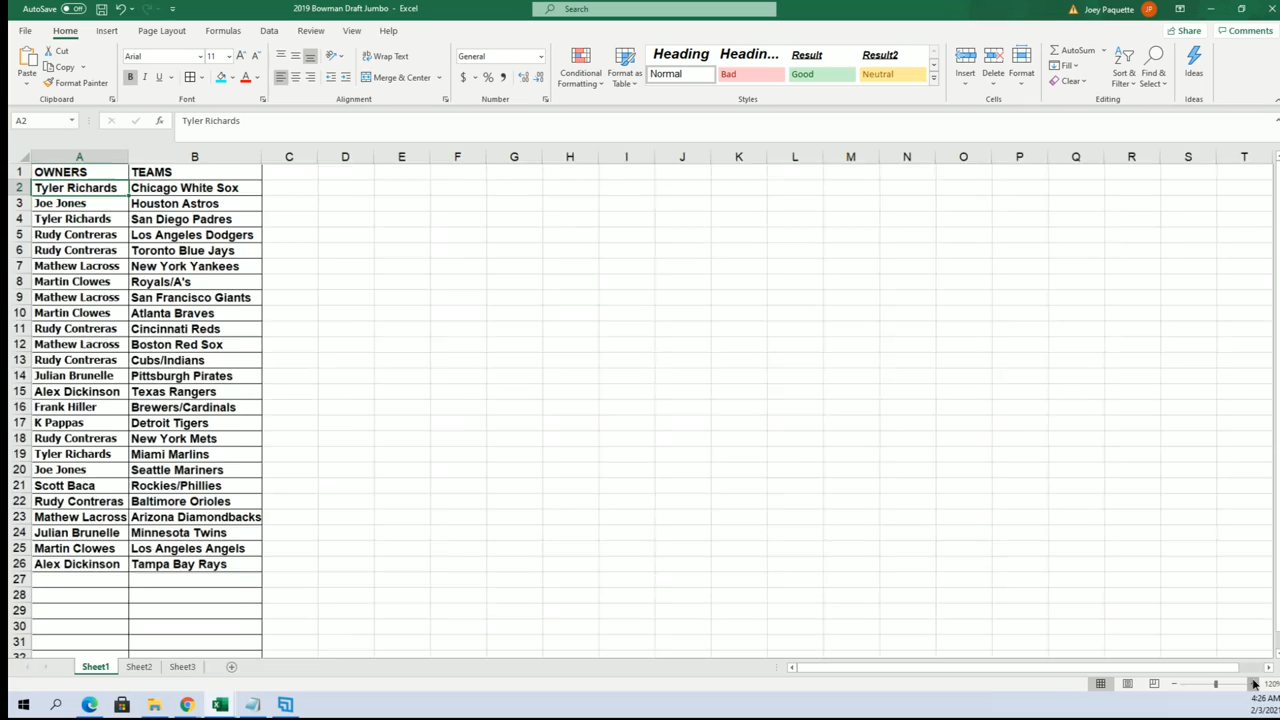 AutoSave Off 2019 Bowman Draft Jumbo - Excel Search Joey Paquette JP
File Home Insert Page Layout Formulas Data Review View Help Share Comments
Paste Cut Copy Format Painter Clipboard
Arial 11 B I U A A A Font
Wrap Text Merge & Center Alignment
General $ % Number
Conditional Formatting Format as Table
Heading Headin... Result Result2
Normal Bad Good Neutral
Styles
Insert Delete Format Cells
AutoSum Fill Clear Sort & Filter Find & Select Editing
Ideas Ideas
A2 fx Tyler Richards
A B C D E F G H I J K L M N O P Q R S T
1 OWNERS TEAMS
2 Tyler Richards Chicago White Sox
3 Joe Jones Houston Astros
4 Tyler Richards San Diego Padres
5 Rudy Contreras Los Angeles Dodgers
6 Rudy Contreras Toronto Blue Jays
7 Mathew Lacross New York Yankees
8 Martin Clowes Royals/A's
9 Mathew Lacross San Francisco Giants
10 Martin Clowes Atlanta Braves
11 Rudy Contreras Cincinnati Reds
12 Mathew Lacross Boston Red Sox
13 Rudy Contreras Cubs/Indians
14 Julian Brunelle Pittsburgh Pirates
15 Alex Dickinson Texas Rangers
16 Frank Hiller Brewers/Cardinals
17 K Pappas Detroit Tigers
18 Rudy Contreras New York Mets
19 Tyler Richards Miami Marlins
20 Joe Jones Seattle Mariners
21 Scott Baca Rockies/Phillies
22 Rudy Contreras Baltimore Orioles
23 Mathew Lacross Arizona Diamondbacks
24 Julian Brunelle Minnesota Twins
25 Martin Clowes Los Angeles Angels
26 Alex Dickinson Tampa Bay Rays
27
28
29
30
31
32
Sheet1 Sheet2 Sheet3
120%
4:26 AM
2/3/2021